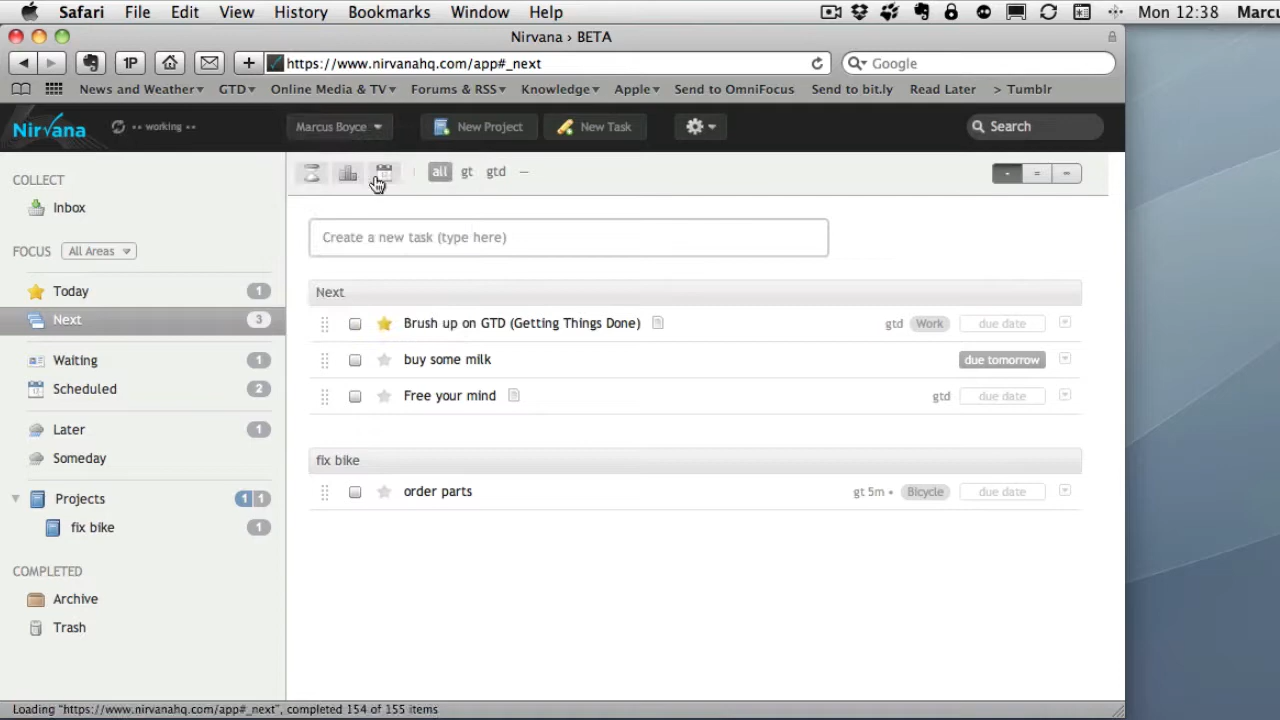 Safari File Edit View History Bookmarks Window Help Mon 12:38 Marcu
Nirvana › BETA
1P + https://www.nirvanahq.com/app#_next Google
News and Weather GTD Online Media & TV Forums & RSS Knowledge Apple Send to OmniFocus Send to bit.ly Read Later > Tumblr
Nirvana -- working -- Marcus Boyce New Project New Task Search
all gt gtd —
COLLECT
Inbox
FOCUS All Areas
Today 1
Next 3
Waiting 1
Scheduled 2
Later 1
Someday
Projects 1 1
fix bike 1
COMPLETED
Archive
Trash
Create a new task (type here)
Next
Brush up on GTD (Getting Things Done) gtd Work due date
buy some milk due tomorrow
Free your mind gtd due date
fix bike
order parts gt 5m • Bicycle due date
Loading "https://www.nirvanahq.com/app#_next", completed 154 of 155 items